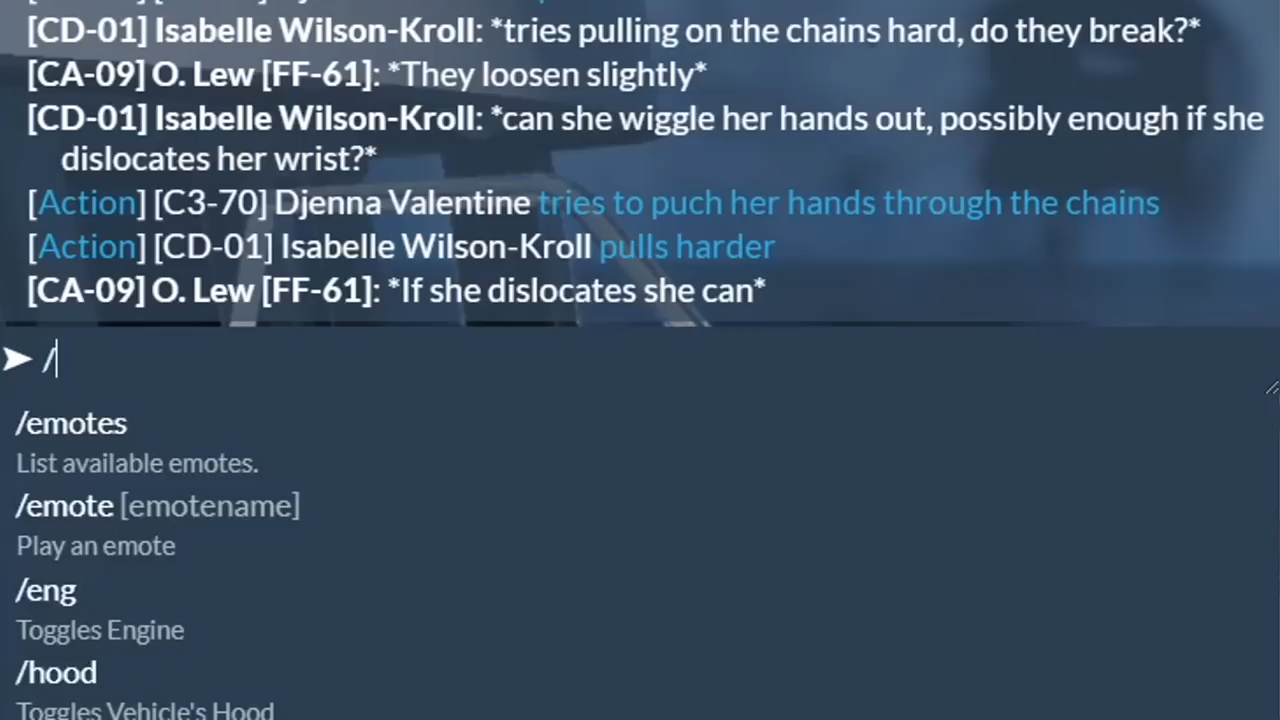 [CD-01] Isabelle Wilson-Kroll: *tries pulling on the chains hard, do they break?*
[CA-09] O. Lew [FF-61]: *They loosen slightly*
[CD-01] Isabelle Wilson-Kroll: *can she wiggle her hands out, possibly enough if she
dislocates her wrist?*
[Action] [C3-70] Djenna Valentine tries to puch her hands through the chains
[Action] [CD-01] Isabelle Wilson-Kroll pulls harder
[CA-09] O. Lew [FF-61]: *If she dislocates she can*
➤ /
/emotes
List available emotes.
/emote [emotename]
Play an emote
/eng
Toggles Engine
/hood
Toggles Vehicle's Hood